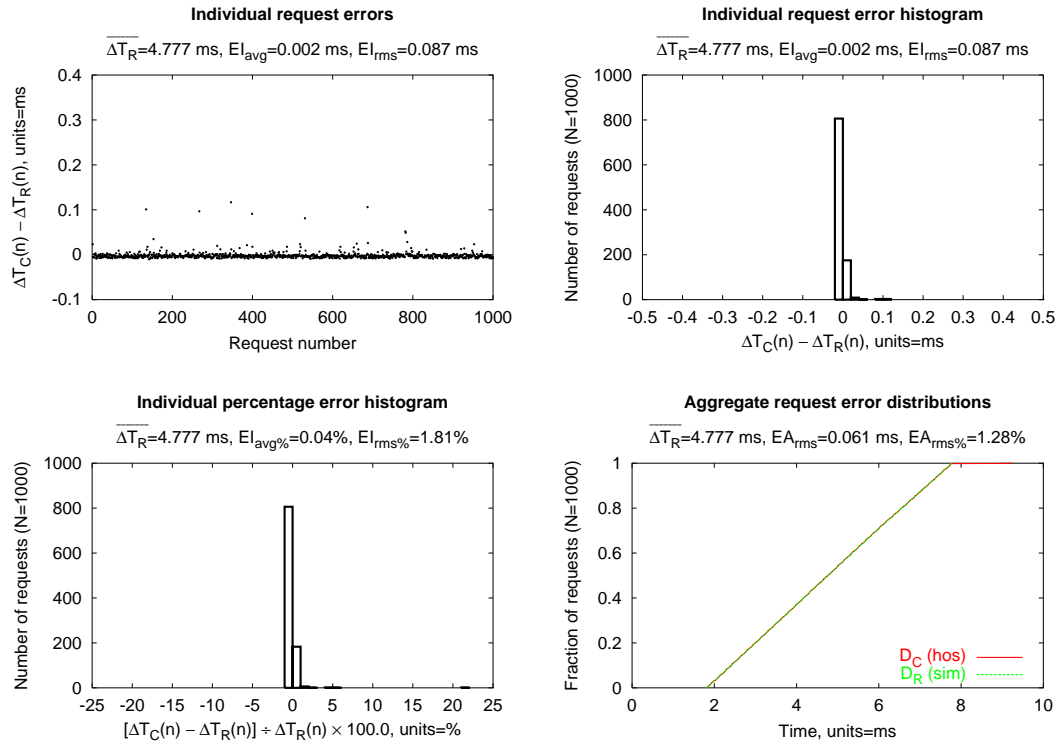 Individual request errors
ΔT_R=4.777 ms, EI_avg=0.002 ms, EI_rms=0.087 ms
ΔT_C(n) − ΔT_R(n), units=ms
0.4
0.3
0.2
0.1
0
-0.1
0 200 400 600 800 1000
Request number
Individual request error histogram
ΔT_R=4.777 ms, EI_avg=0.002 ms, EI_rms=0.087 ms
Number of requests (N=1000)
1000
800
600
400
200
0
-0.5 -0.4 -0.3 -0.2 -0.1 0 0.1 0.2 0.3 0.4 0.5
ΔT_C(n) − ΔT_R(n), units=ms
Individual percentage error histogram
ΔT_R=4.777 ms, EI_avg%=0.04%, EI_rms%=1.81%
Number of requests (N=1000)
1000
800
600
400
200
0
-25 -20 -15 -10 -5 0 5 10 15 20 25
[ΔT_C(n) − ΔT_R(n)] ÷ ΔT_R(n) × 100.0, units=%
Aggregate request error distributions
ΔT_R=4.777 ms, EA_rms=0.061 ms, EA_rms%=1.28%
Fraction of requests (N=1000)
1
0.8
0.6
0.4
0.2
0
D_C (hos)
D_R (sim)
0 2 4 6 8 10
Time, units=ms